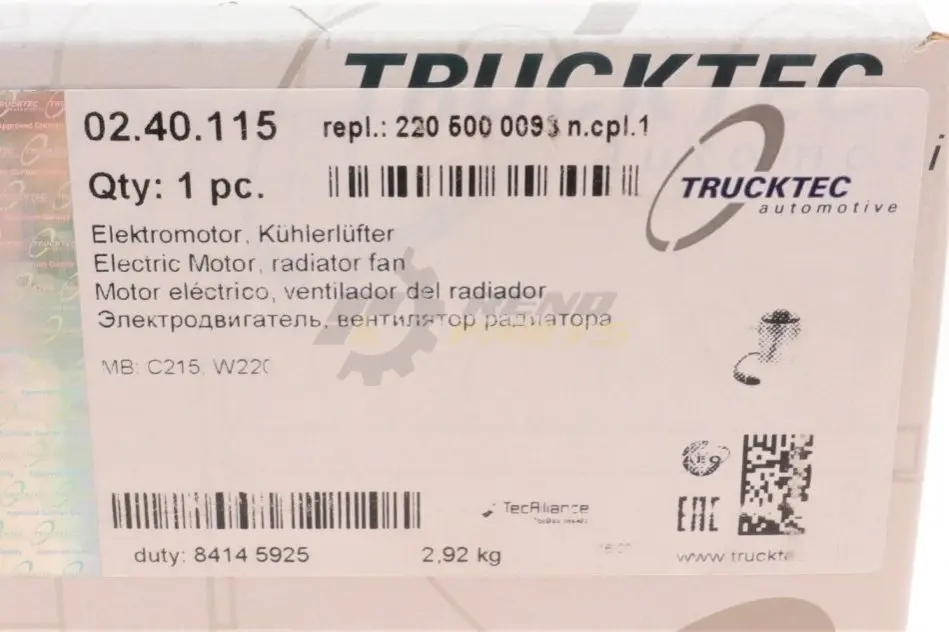 TRUCKTEC
02.40.115
repl.: 220 500 0093 n.cpl.1
Qty: 1 pc.
TRUCKTEC
automotive
Elektromotor, Kühlerlüfter
Electric Motor, radiator fan
Motor eléctrico, ventilador del radiador
Электродвигатель, вентилятор радиатора
MB: C215, W220
TecAlliance
EAC
duty: 8414 5925
2,92 kg
www.truckte